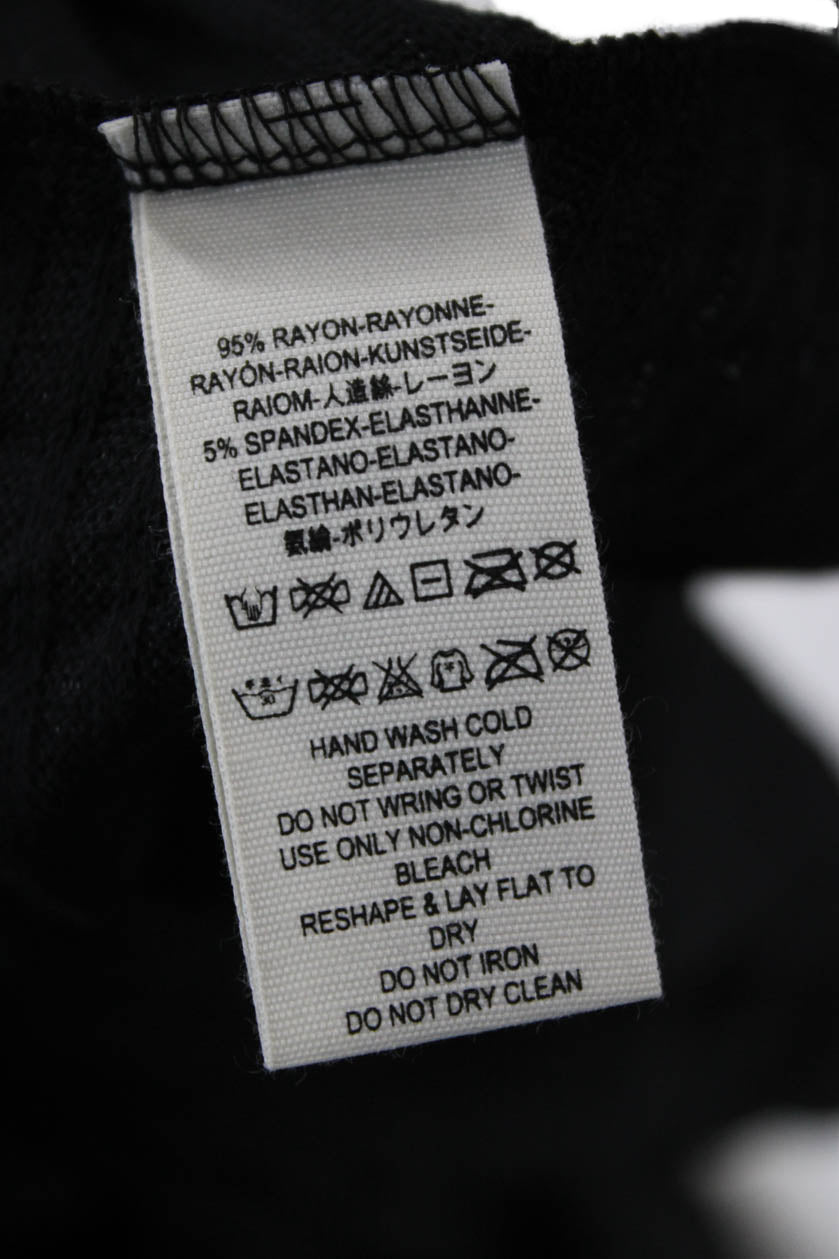 95% RAYON-RAYONNE-
RAYÓN-RAION-KUNSTSEIDE-
RAIOM-人造絲-レーヨン
5% SPANDEX-ELASTHANNE-
ELASTANO-ELASTANO-
ELASTHAN-ELASTANO-
氨綸-ポリウレタン
30
HAND WASH COLD
SEPARATELY
DO NOT WRING OR TWIST
USE ONLY NON-CHLORINE
BLEACH
RESHAPE & LAY FLAT TO
DRY
DO NOT IRON
DO NOT DRY CLEAN